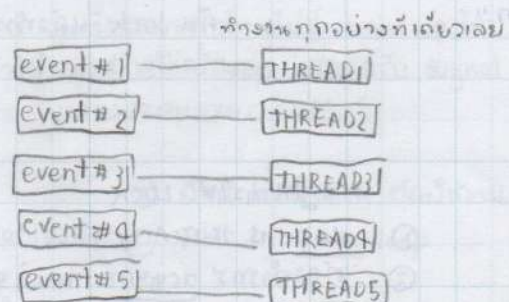 ทำงานทุกอย่างทีเดียวเลย
event #1 THREAD1
event #2 THREAD2
event #3 THREAD3
event #4 THREAD4
event #5 THREAD5